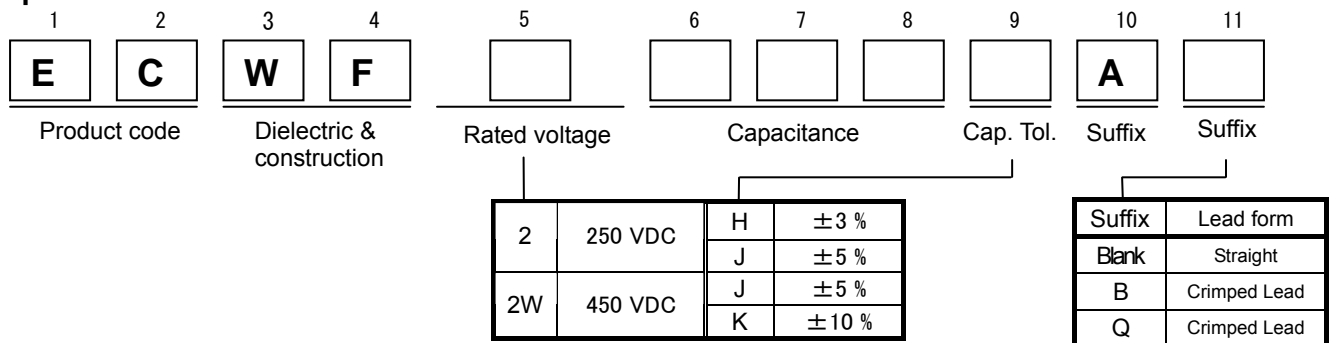 1 2 3 4 5 6 7 8 9 10 11
E C W F A
Product code Dielectric & construction Rated voltage Capacitance Cap. Tol. Suffix Suffix
2 250 VDC H ±3 %
J ±5 %
2W 450 VDC J ±5 %
K ±10 %
Suffix Lead form
Blank Straight
B Crimped Lead
Q Crimped Lead